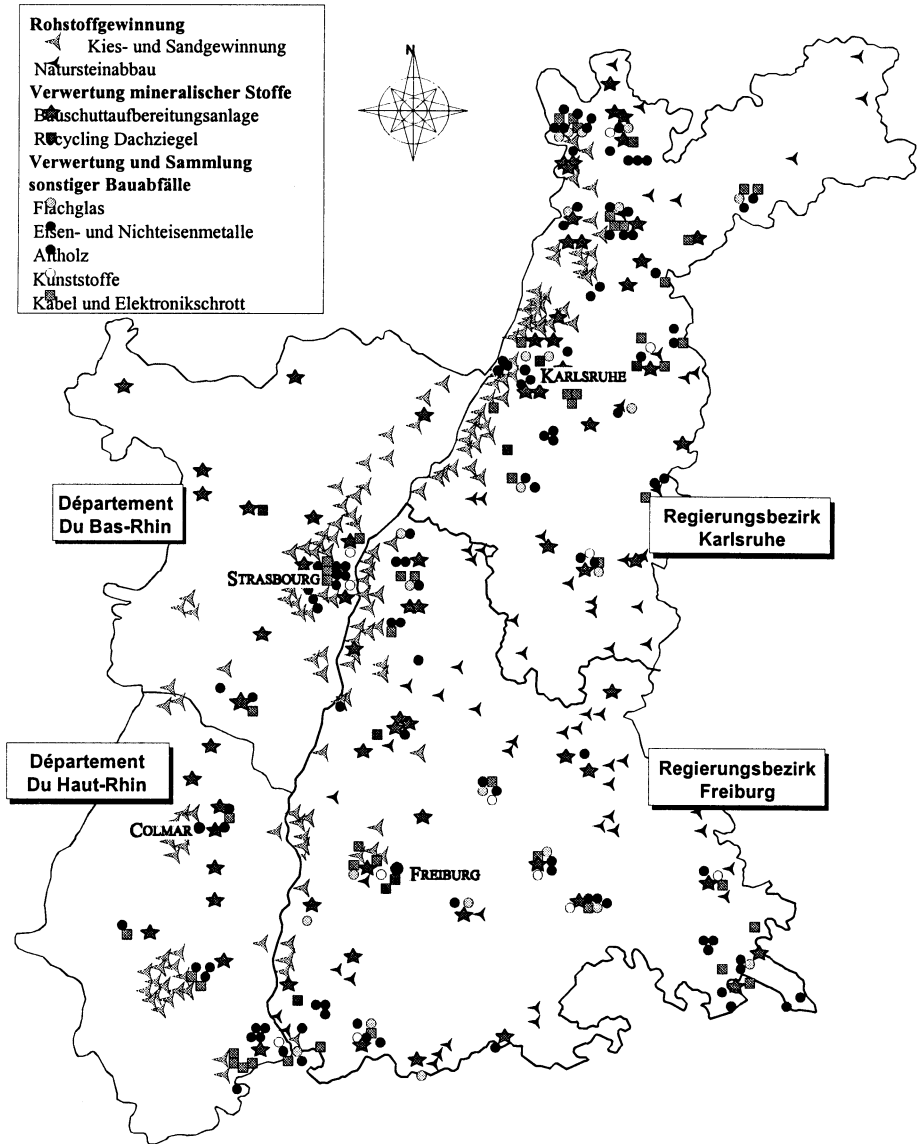 Rohstoffgewinnung
Kies- und Sandgewinnung
Natursteinabbau
Verwertung mineralischer Stoffe
Bauschuttaufbereitungsanlage
Recycling Dachziegel
Verwertung und Sammlung
sonstiger Bauabfälle
Flachglas
Eisen- und Nichteisenmetalle
Altholz
Kunststoffe
Kabel und Elektronikschrott
N
KARLSRUHE
Département
Du Bas-Rhin
Regierungsbezirk
Karlsruhe
STRASBOURG
Département
Du Haut-Rhin
Regierungsbezirk
Freiburg
COLMAR
FREIBURG